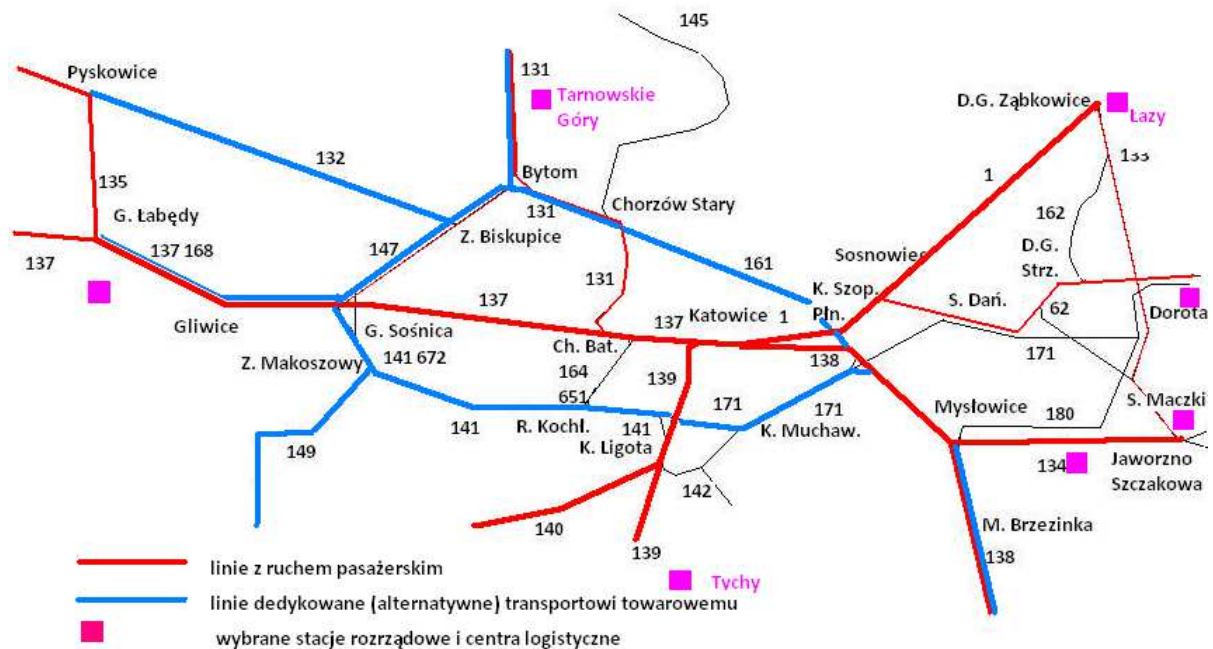 145
Pyskowice
131
Tarnowskie
Góry
D.G. Ząbkowice
Łazy
132
133
135
Bytom
1
G. Łabędy
131
Chorzów Stary
162
137 168
147
Z. Biskupice
D.G.
Strz.
137
131
161
Sosnowiec
K. Szop.
S. Dań.
62
Dorota
137
Gliwice
G. Sośnica
137
Katowice
1
Płn.
Ch. Bat.
138
171
Z. Makoszowy
141 672
164
139
651
171
171
S. Maczki
141
R. Kochł.
141
K. Muchaw.
Mysłowice
180
149
K. Ligota
142
134
Jaworzno
Szczakowa
140
139
M. Brzezinka
138
linie z ruchem pasażerskim
Tychy
linie dedykowane (alternatywne) transportowi towarowemu
wybrane stacje rozrządowe i centra logistyczne